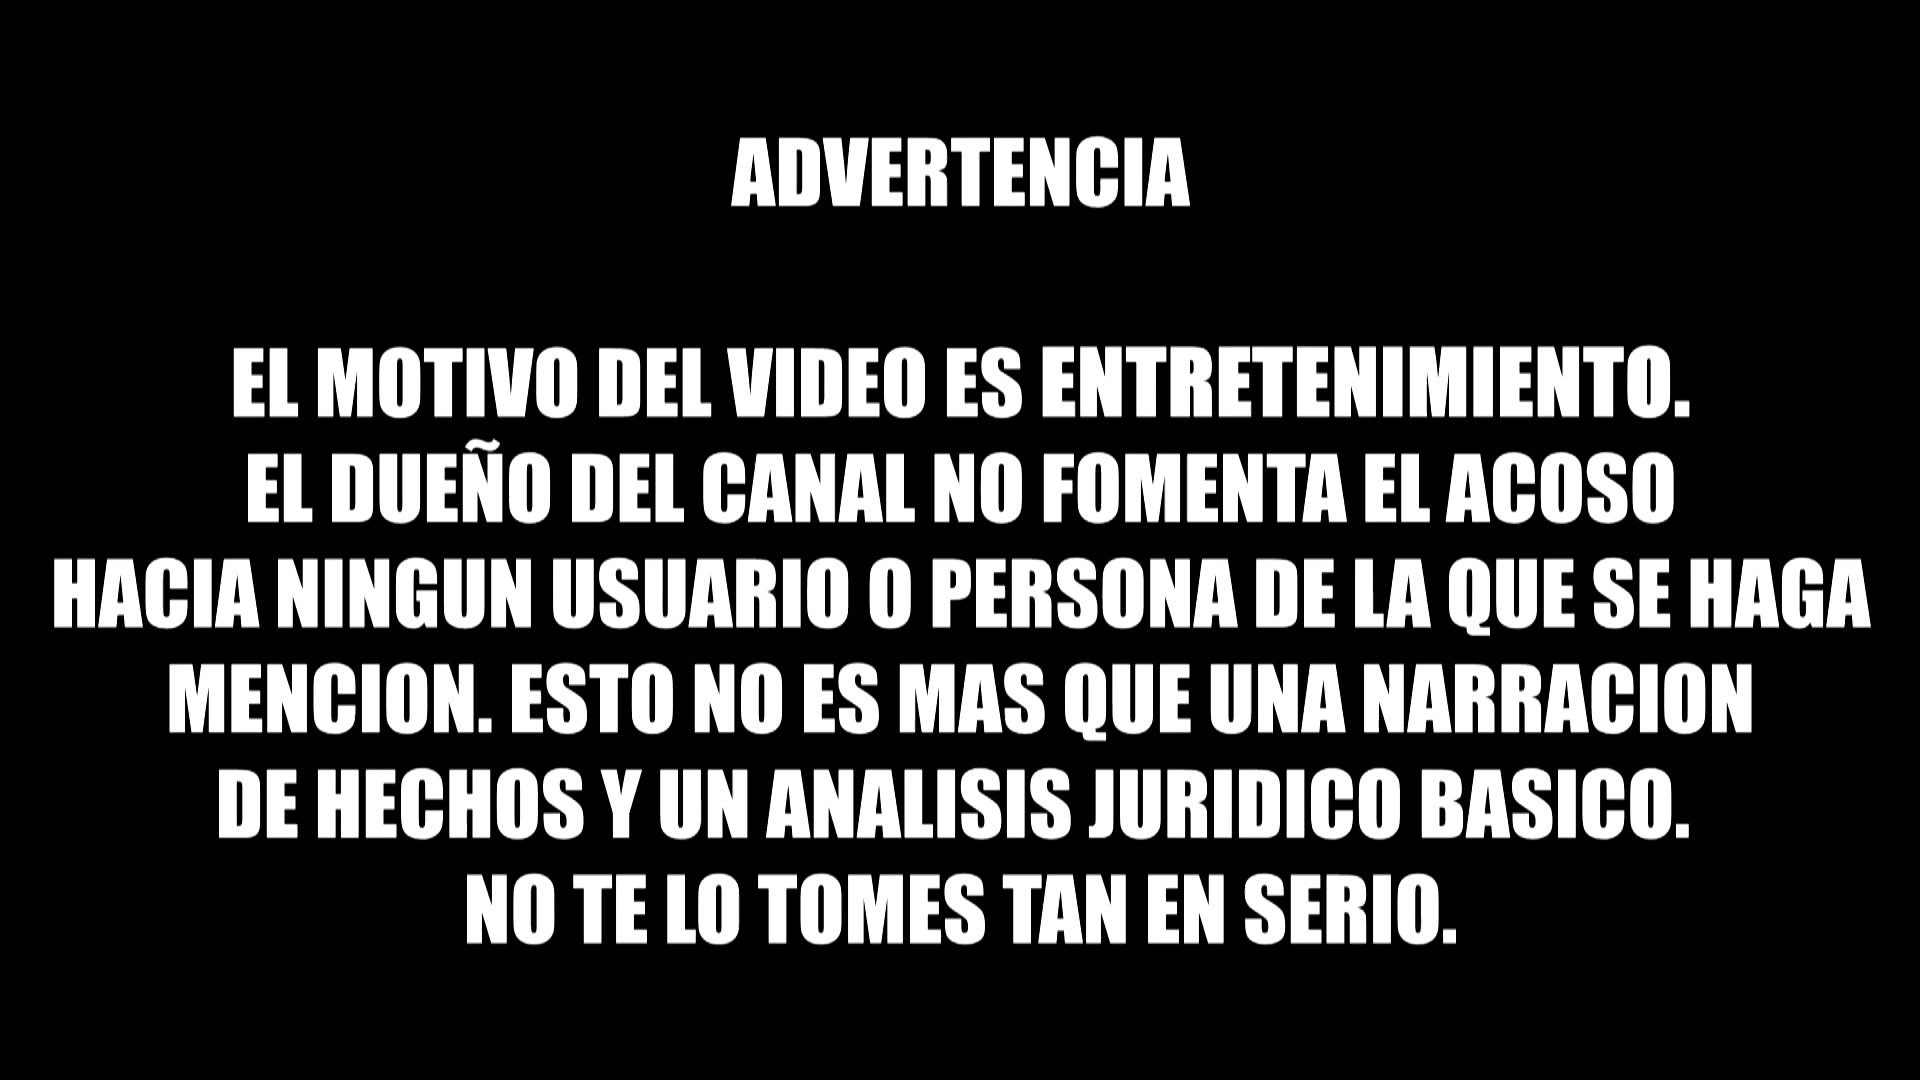 ADVERTENCIA
EL MOTIVO DEL VIDEO ES ENTRETENIMIENTO.
EL DUEÑO DEL CANAL NO FOMENTA EL ACOSO
HACIA NINGUN USUARIO O PERSONA DE LA QUE SE HAGA
MENCION. ESTO NO ES MAS QUE UNA NARRACION
DE HECHOS Y UN ANALISIS JURIDICO BASICO.
NO TE LO TOMES TAN EN SERIO.